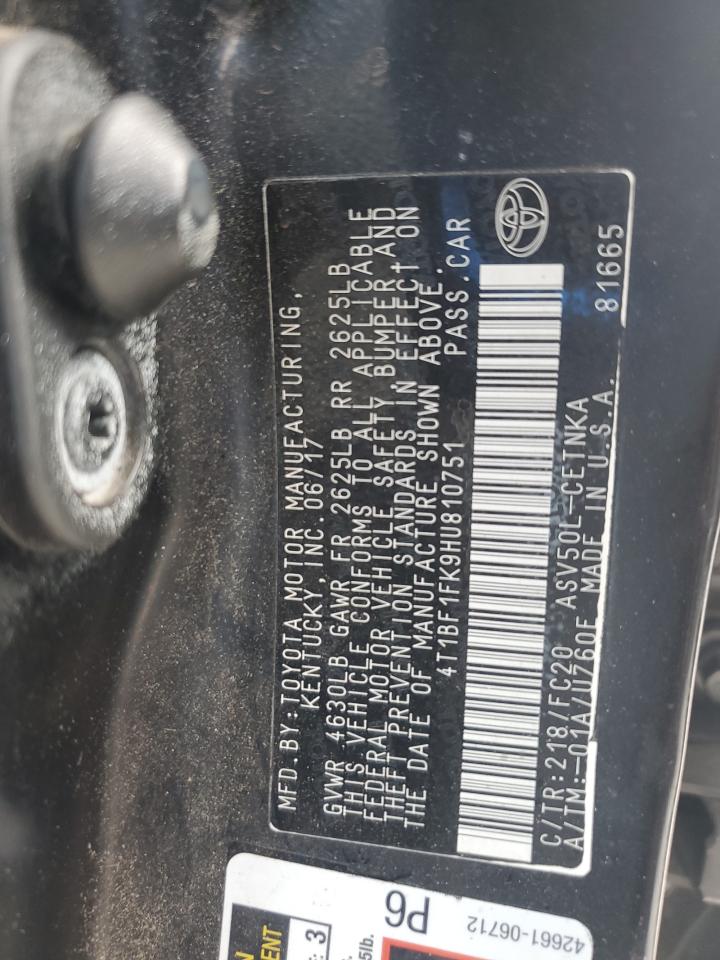 MFD.BY:TOYOTA MOTOR MANUFACTURING,
KENTUCKY, INC. 06/17
GVWR 4630LB GAWR FR 2625LB RR 2625LB
THIS VEHICLE CONFORMS TO ALL APPLICABLE
FEDERAL MOTOR VEHICLE SAFETY, BUMPER, AND
THEFT PREVENTION STANDARDS IN EFFECT ON
THE DATE OF MANUFACTURE SHOWN ABOVE.
4T1BF1FK9HU810751 PASS.CAR
C/TR:218/FC20 ASV50L-CETNKA 81665
A/TM:-01A/U760E MADE IN U.S.A.
P6
42661-06712
3
5lb.